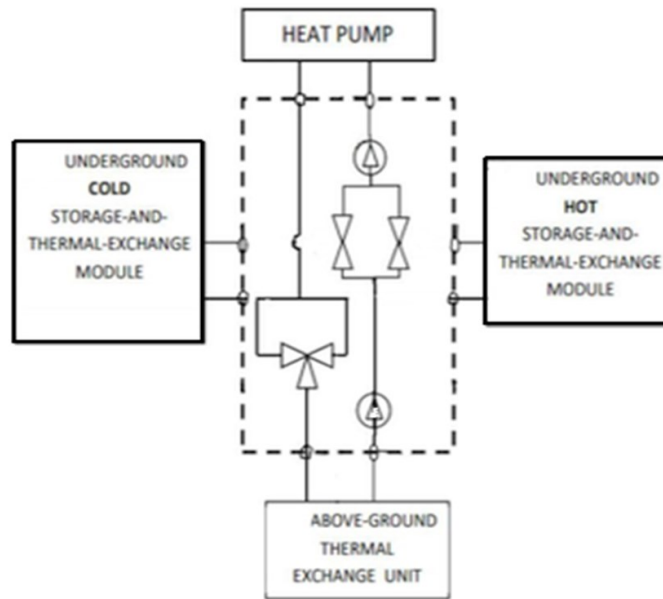 HEAT PUMP
UNDERGROUND
COLD
STORAGE-AND-
THERMAL-EXCHANGE
MODULE
UNDERGROUND
HOT
STORAGE-AND-
THERMAL-EXCHANGE
MODULE
ABOVE-GROUND
THERMAL
EXCHANGE UNIT